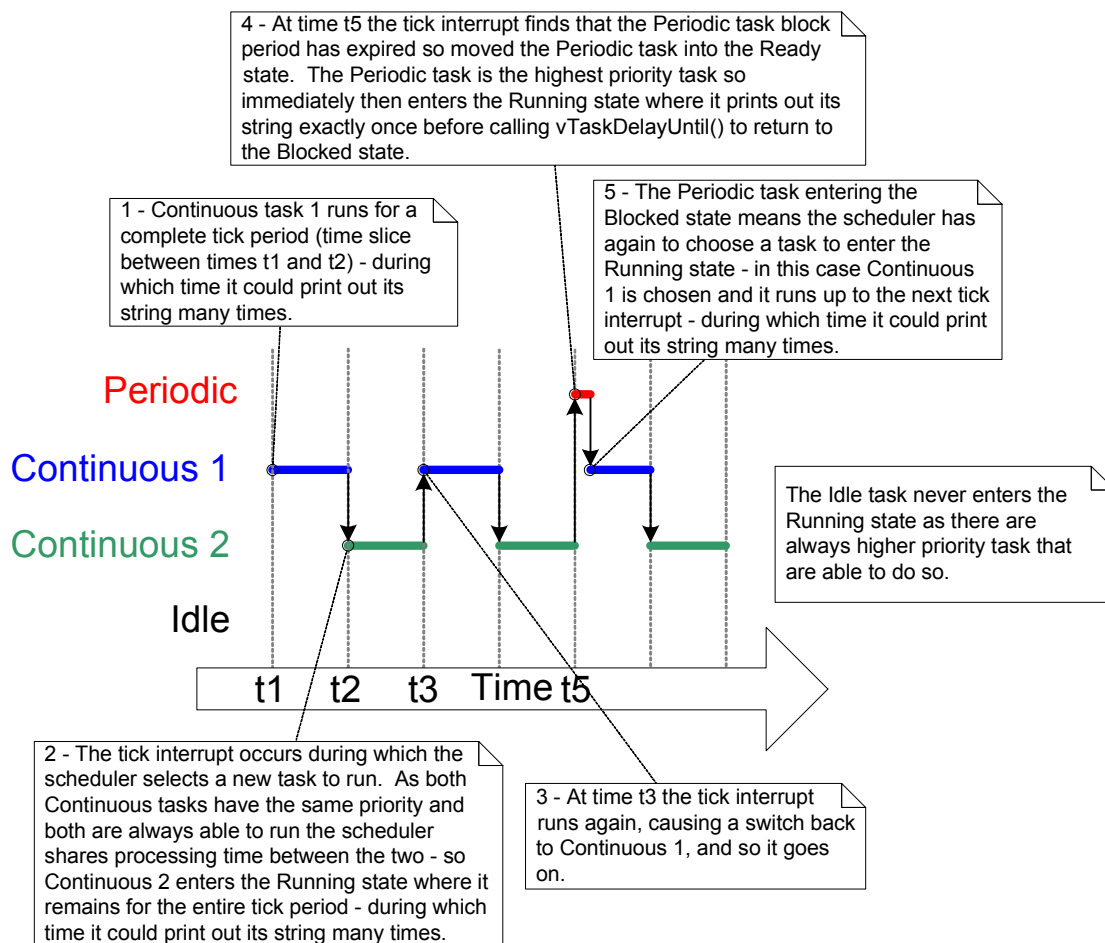 4 - At time t5 the tick interrupt finds that the Periodic task block
period has expired so moved the Periodic task into the Ready
state.  The Periodic task is the highest priority task so
immediately then enters the Running state where it prints out its
string exactly once before calling vTaskDelayUntil() to return to
the Blocked state.
1 - Continuous task 1 runs for a
complete tick period (time slice
between times t1 and t2) - during
which time it could print out its
string many times.
5 - The Periodic task entering the
Blocked state means the scheduler has
again to choose a task to enter the
Running state - in this case Continuous
1 is chosen and it runs up to the next tick
interrupt - during which time it could print
out its string many times.
Periodic
Continuous 1
Continuous 2
Idle
The Idle task never enters the
Running state as there are
always higher priority task that
are able to do so.
t1 t2 t3 Time t5
2 - The tick interrupt occurs during which the
scheduler selects a new task to run.  As both
Continuous tasks have the same priority and
both are always able to run the scheduler
shares processing time between the two - so
Continuous 2 enters the Running state where it
remains for the entire tick period - during which
time it could print out its string many times.
3 - At time t3 the tick interrupt
runs again, causing a switch back
to Continuous 1, and so it goes
on.